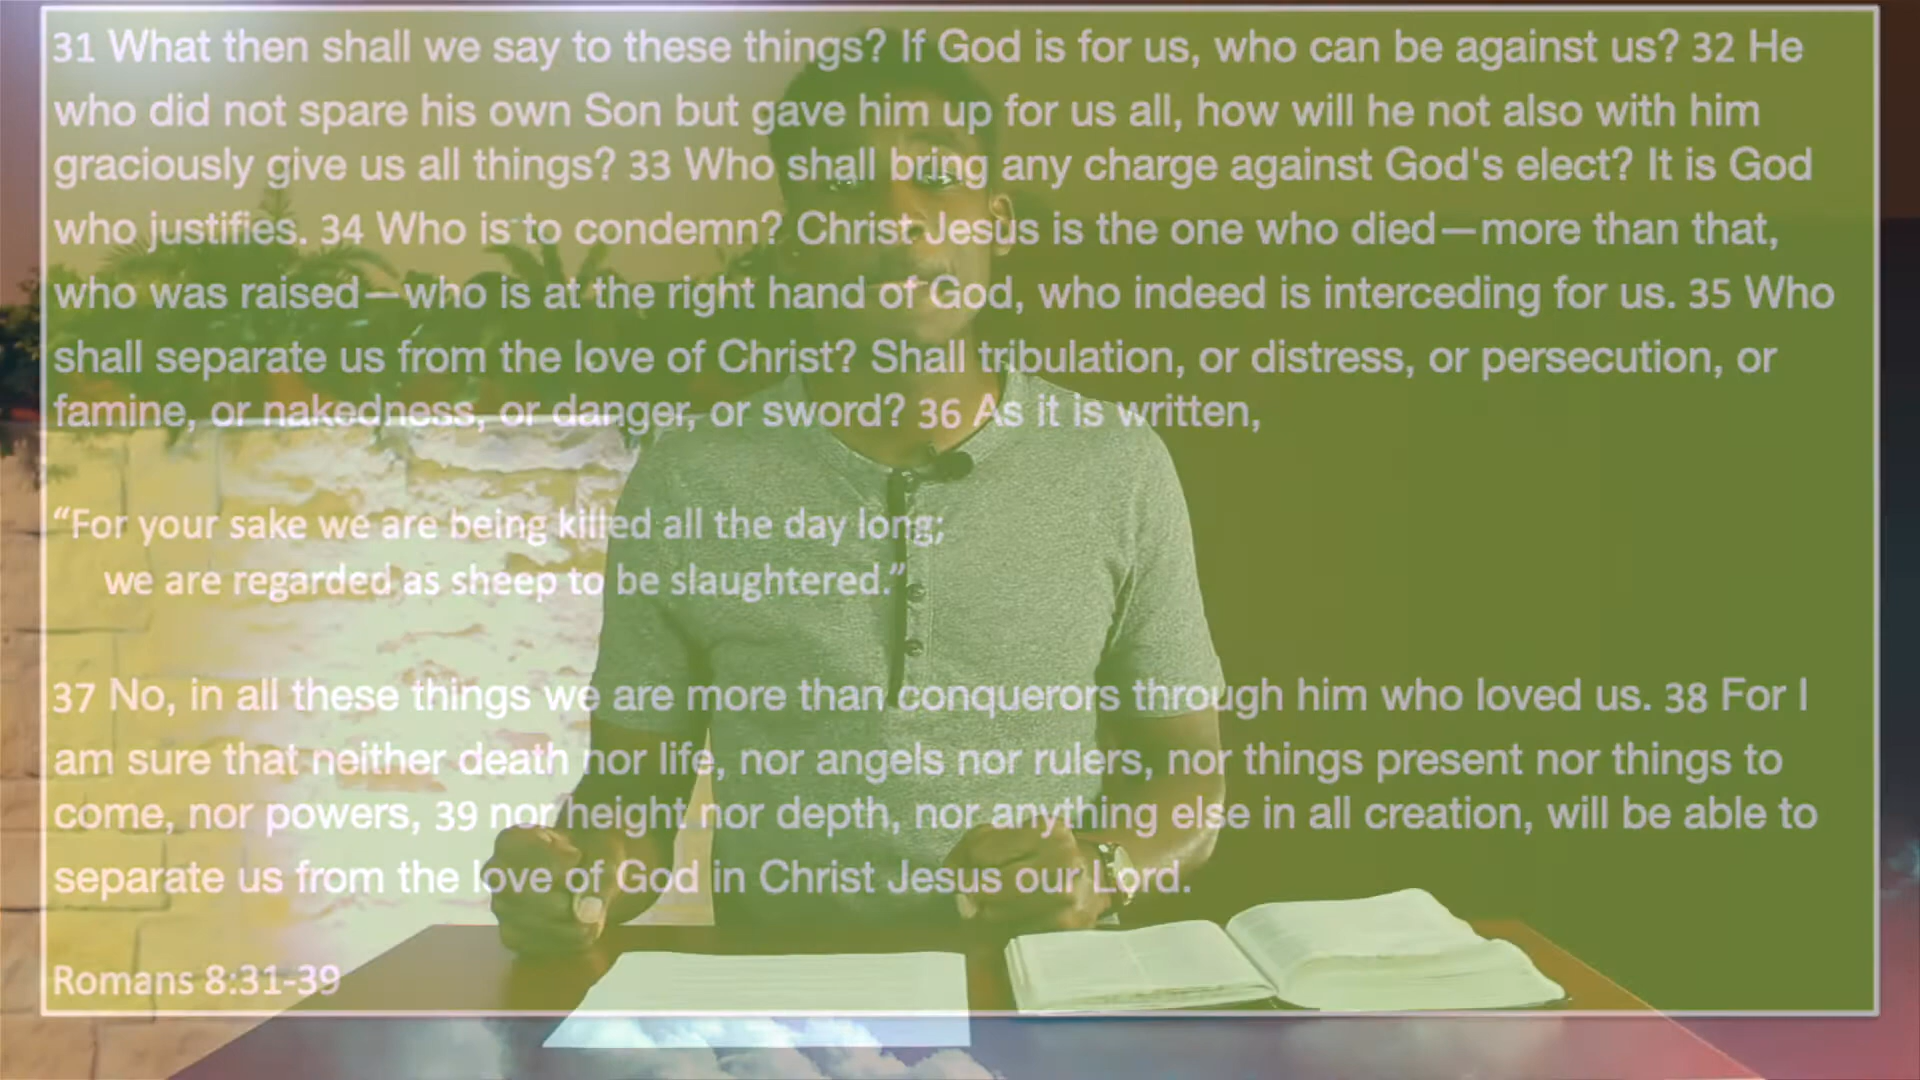 31 What then shall we say to these things? If God is for us, who can be against us? 32 He
who did not spare his own Son but gave him up for us all, how will he not also with him
graciously give us all things? 33 Who shall bring any charge against God's elect? It is God
who justifies. 34 Who is to condemn? Christ Jesus is the one who died—more than that,
who was raised—who is at the right hand of God, who indeed is interceding for us. 35 Who
shall separate us from the love of Christ? Shall tribulation, or distress, or persecution, or
famine, or nakedness, or danger, or sword? 36 As it is written,
“For your sake we are being killed all the day long;
we are regarded as sheep to be slaughtered.”
37 No, in all these things we are more than conquerors through him who loved us. 38 For I
am sure that neither death nor life, nor angels nor rulers, nor things present nor things to
come, nor powers, 39 nor height nor depth, nor anything else in all creation, will be able to
separate us from the love of God in Christ Jesus our Lord.
Romans 8:31-39